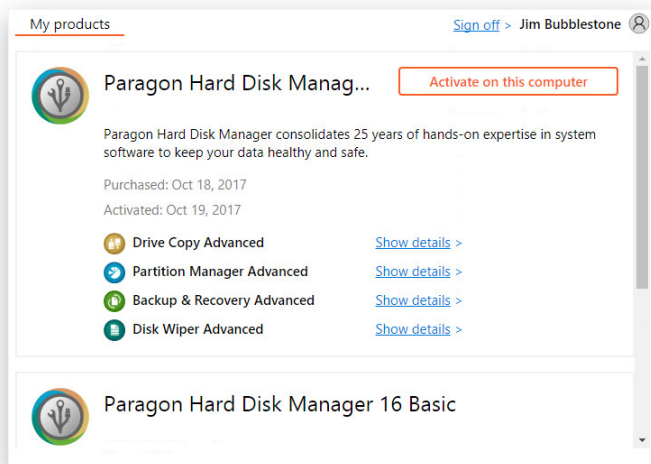 My products
Sign off > Jim Bubblestone
Paragon Hard Disk Manag...
Activate on this computer
Paragon Hard Disk Manager consolidates 25 years of hands-on expertise in system
software to keep your data healthy and safe.
Purchased: Oct 18, 2017
Activated: Oct 19, 2017
Drive Copy Advanced Show details >
Partition Manager Advanced Show details >
Backup & Recovery Advanced Show details >
Disk Wiper Advanced Show details >
Paragon Hard Disk Manager 16 Basic